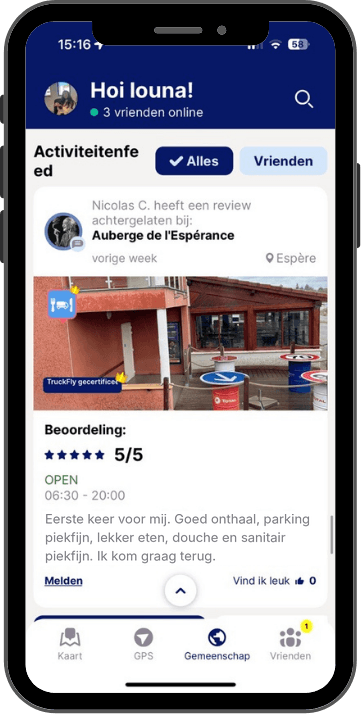 15:16
58
Hoi louna!
3 vrienden online
Activiteitenfe
ed
Alles
Vrienden
Nicolas C. heeft een review
achtergelaten bij:
Auberge de l'Espérance
vorige week
Espère
TruckFly gecertificee
Beoordeling:
5/5
OPEN
06:30 - 20:00
Eerste keer voor mij. Goed onthaal, parking
piekfijn, lekker eten, douche en sanitair
piekfijn. Ik kom graag terug.
Melden
Vind ik leuk 0
1
Kaart
GPS
Gemeenschap
Vrienden